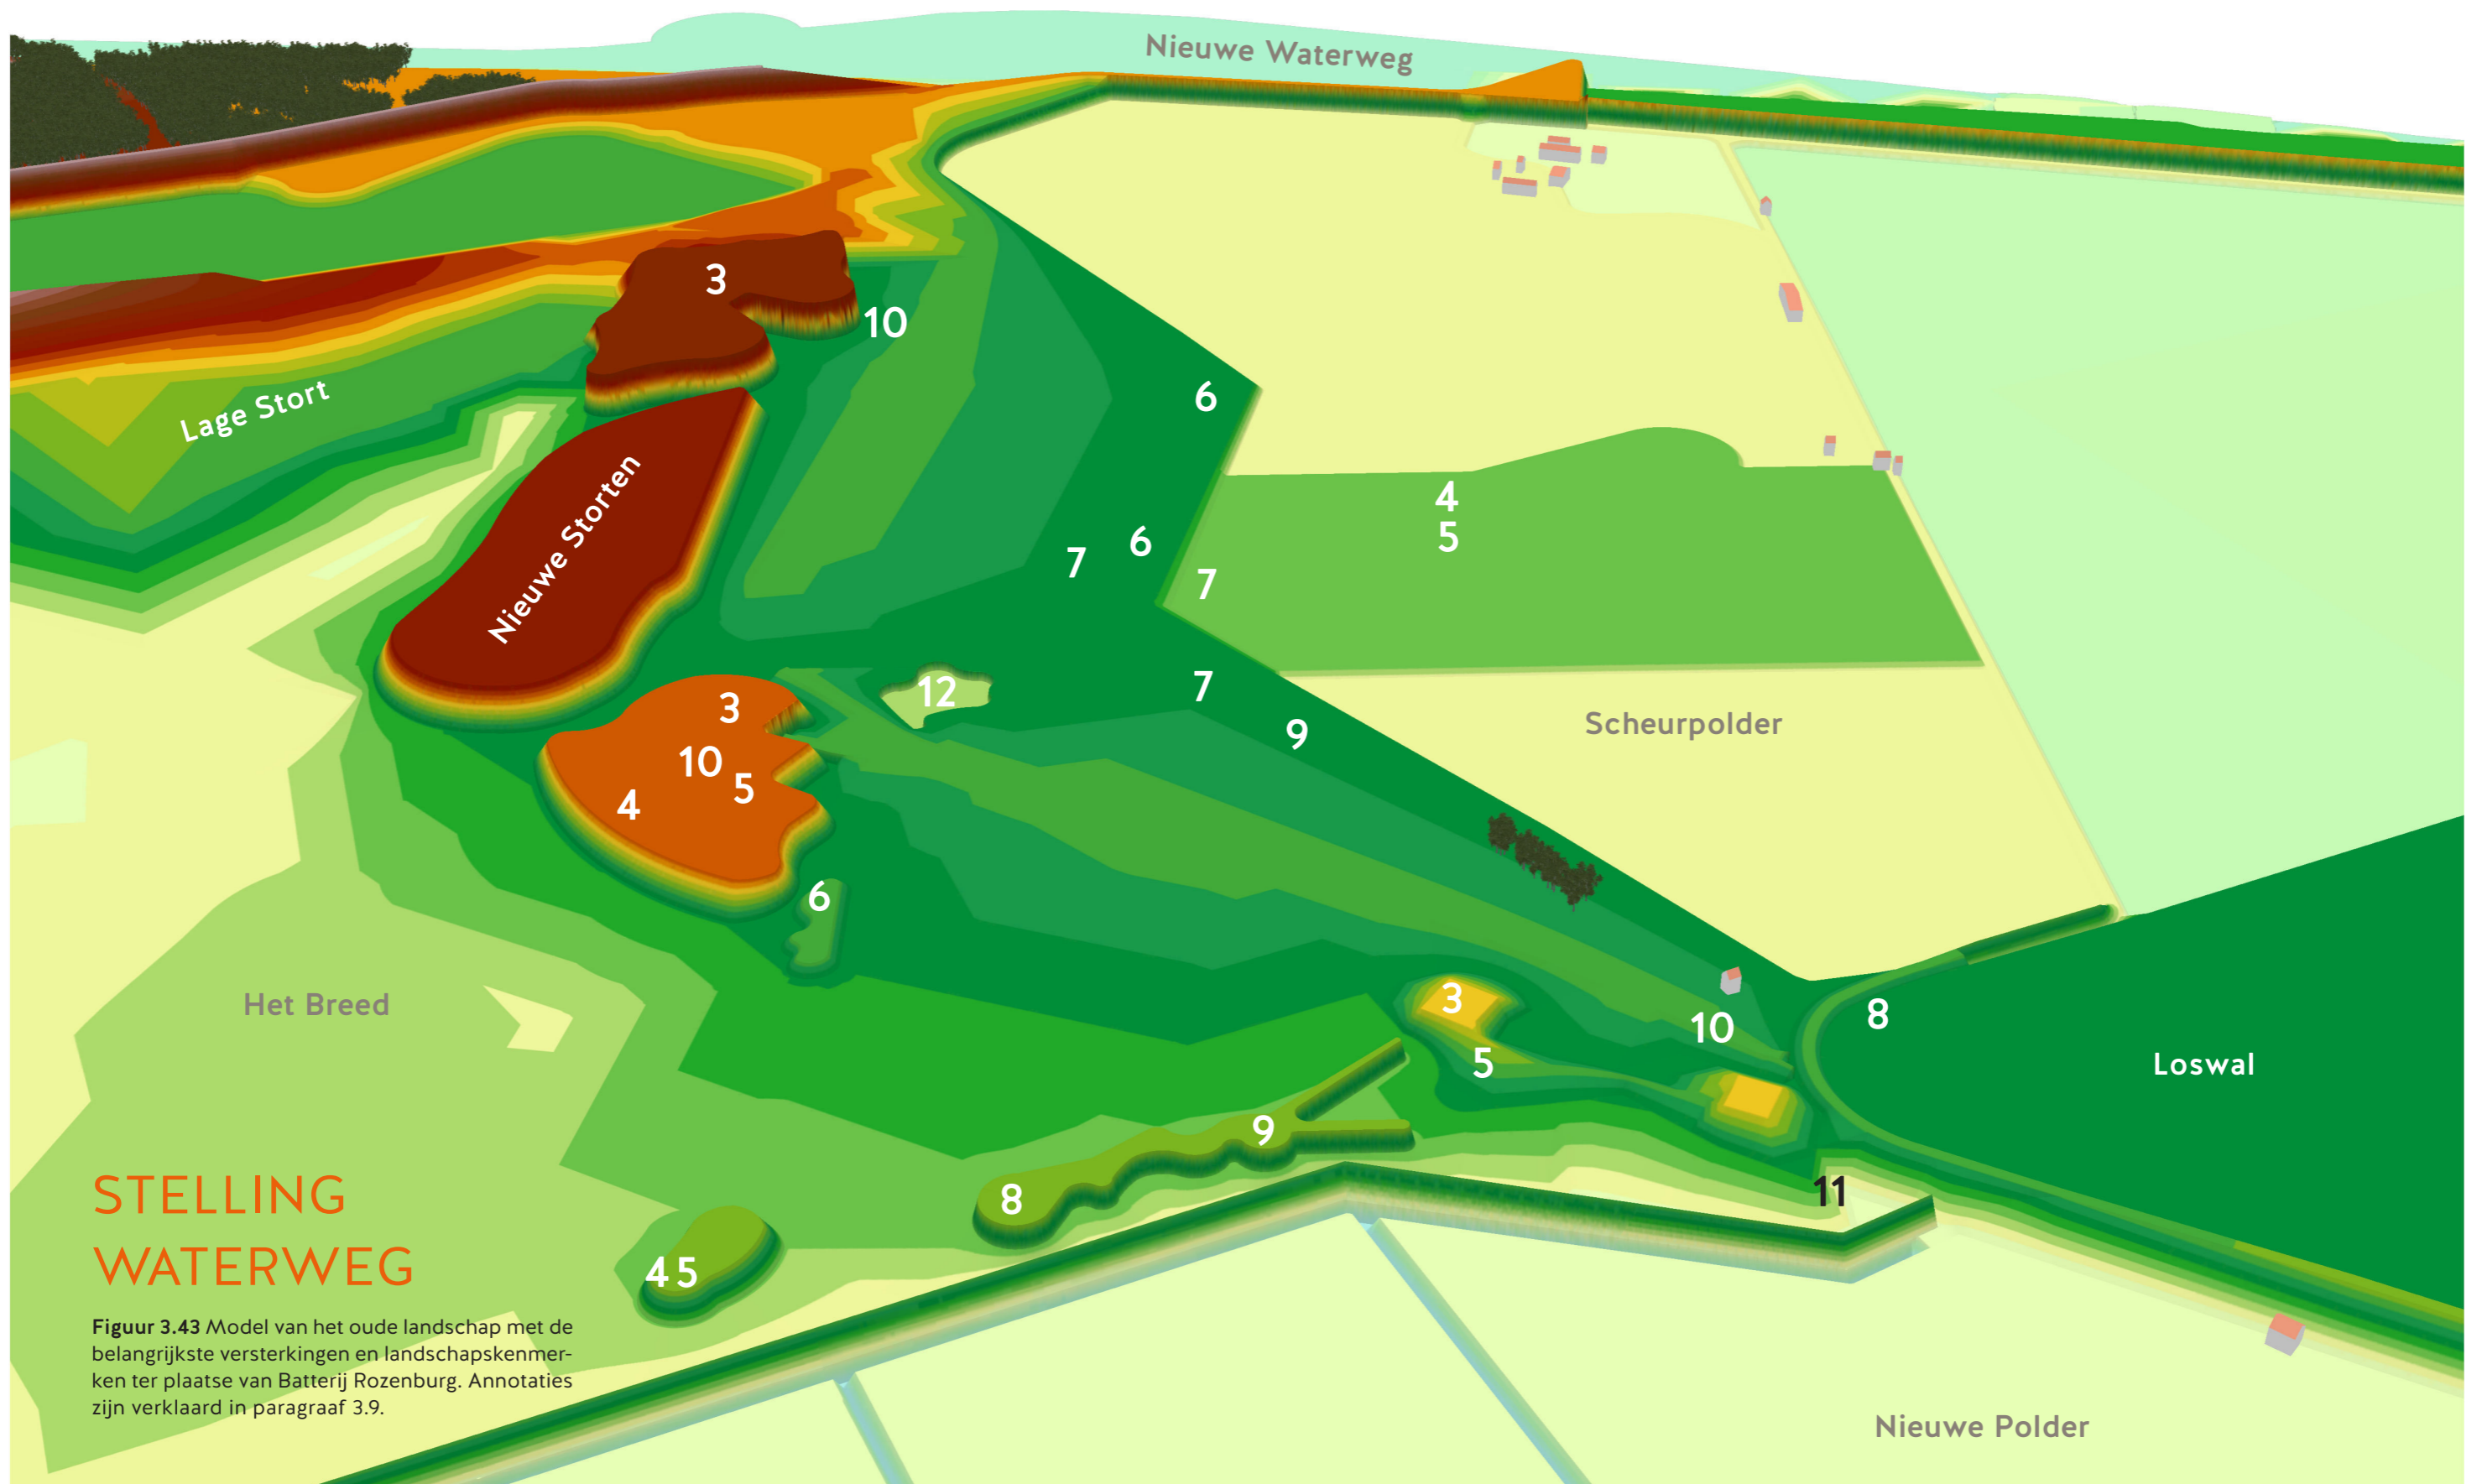 Nieuwe Waterweg
3
10
Lage Stort
6
4
5
Nieuwe Storten
6
7
7
7
3
12
9
Scheurpolder
10
5
4
6
Het Breed
3
8
10
5
Loswal
9
11
8
STELLING
WATERWEG
4 5
Figuur 3.43 Model van het oude landschap met de
belangrijkste versterkingen en landschapskenmer-
ken ter plaatse van Batterij Rozenburg. Annotaties
zijn verklaard in paragraaf 3.9.
Nieuwe Polder